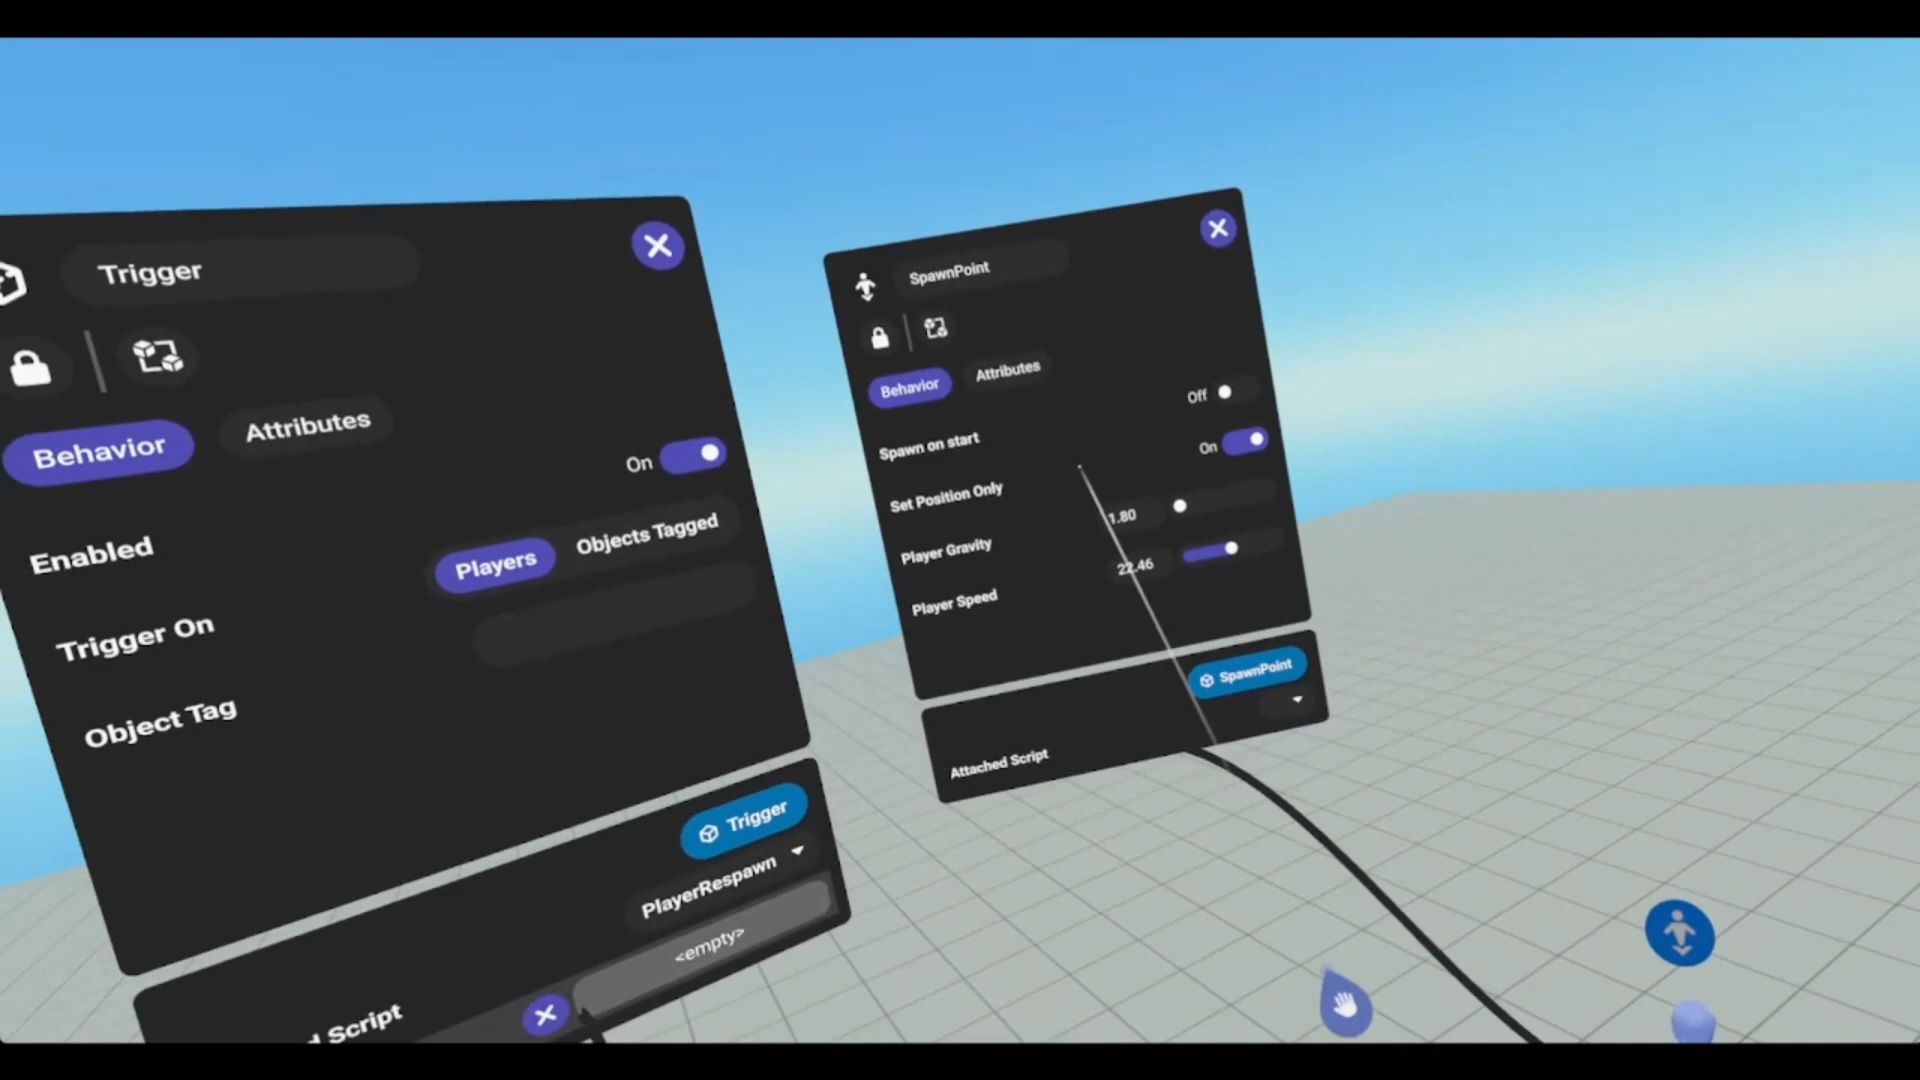 Trigger
Behavior
Attributes
On
Enabled
Players
Objects Tagged
Trigger On
Object Tag
Trigger
PlayerRespawn
<empty>
d Script
SpawnPoint
Behavior
Attributes
Off
Spawn on start
On
Set Position Only
1.80
Player Gravity
22.46
Player Speed
SpawnPoint
Attached Script